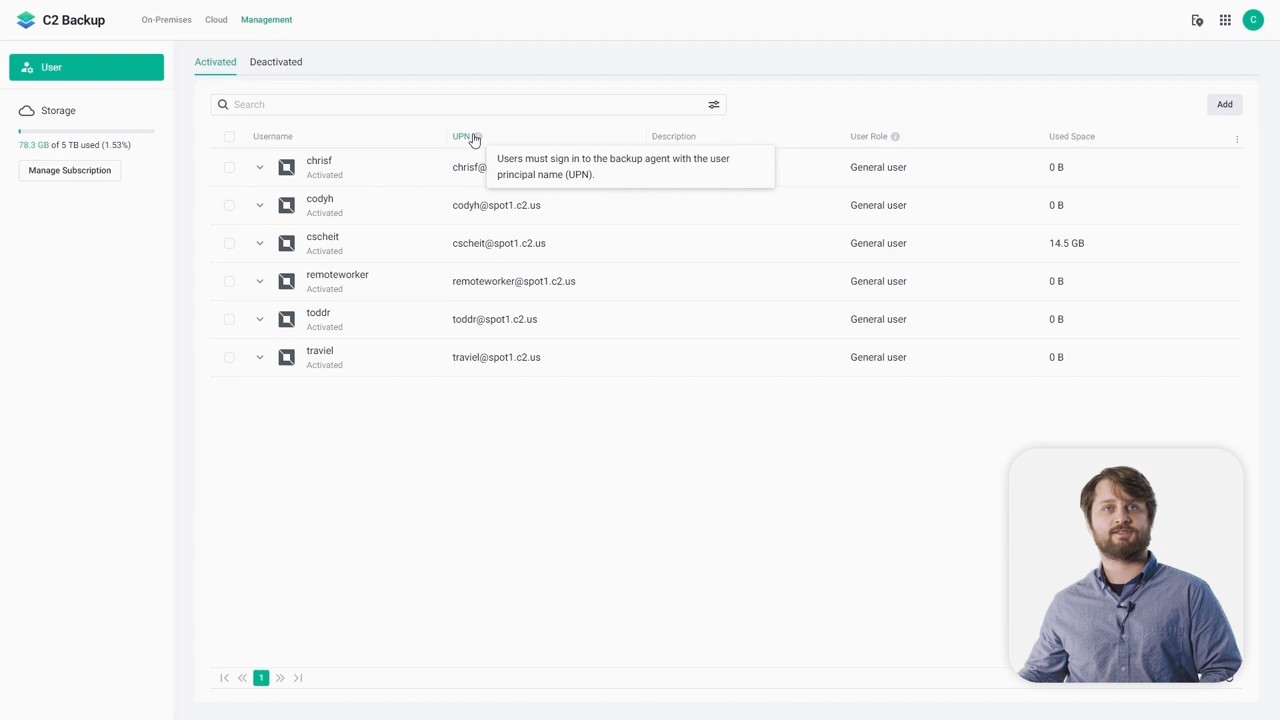 C2 Backup
On-Premises
Cloud
Management
C
User
Storage
78.3 GB of 5 TB used (1.53%)
Manage Subscription
Activated
Deactivated
Search
Add
Username
UPN
Description
User Role
Used Space
Users must sign in to the backup agent with the user
principal name (UPN).
chrisf
Activated
chrisf@
General user
0 B
codyh
Activated
codyh@spot1.c2.us
General user
0 B
cscheit
Activated
cscheit@spot1.c2.us
General user
14.5 GB
remoteworker
Activated
remoteworker@spot1.c2.us
General user
0 B
toddr
Activated
toddr@spot1.c2.us
General user
0 B
traviel
Activated
traviel@spot1.c2.us
General user
0 B
1